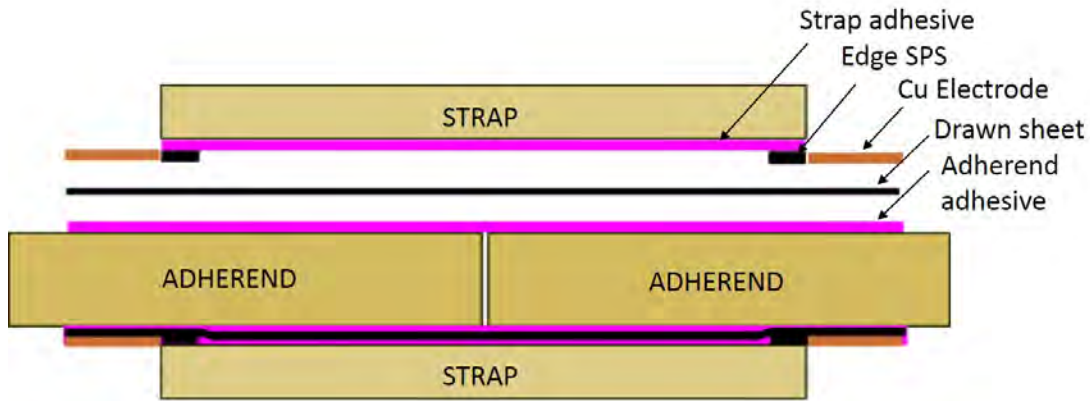 Strap adhesive
Edge SPS
Cu Electrode
STRAP
Drawn sheet
Adherend
adhesive
ADHEREND
ADHEREND
STRAP